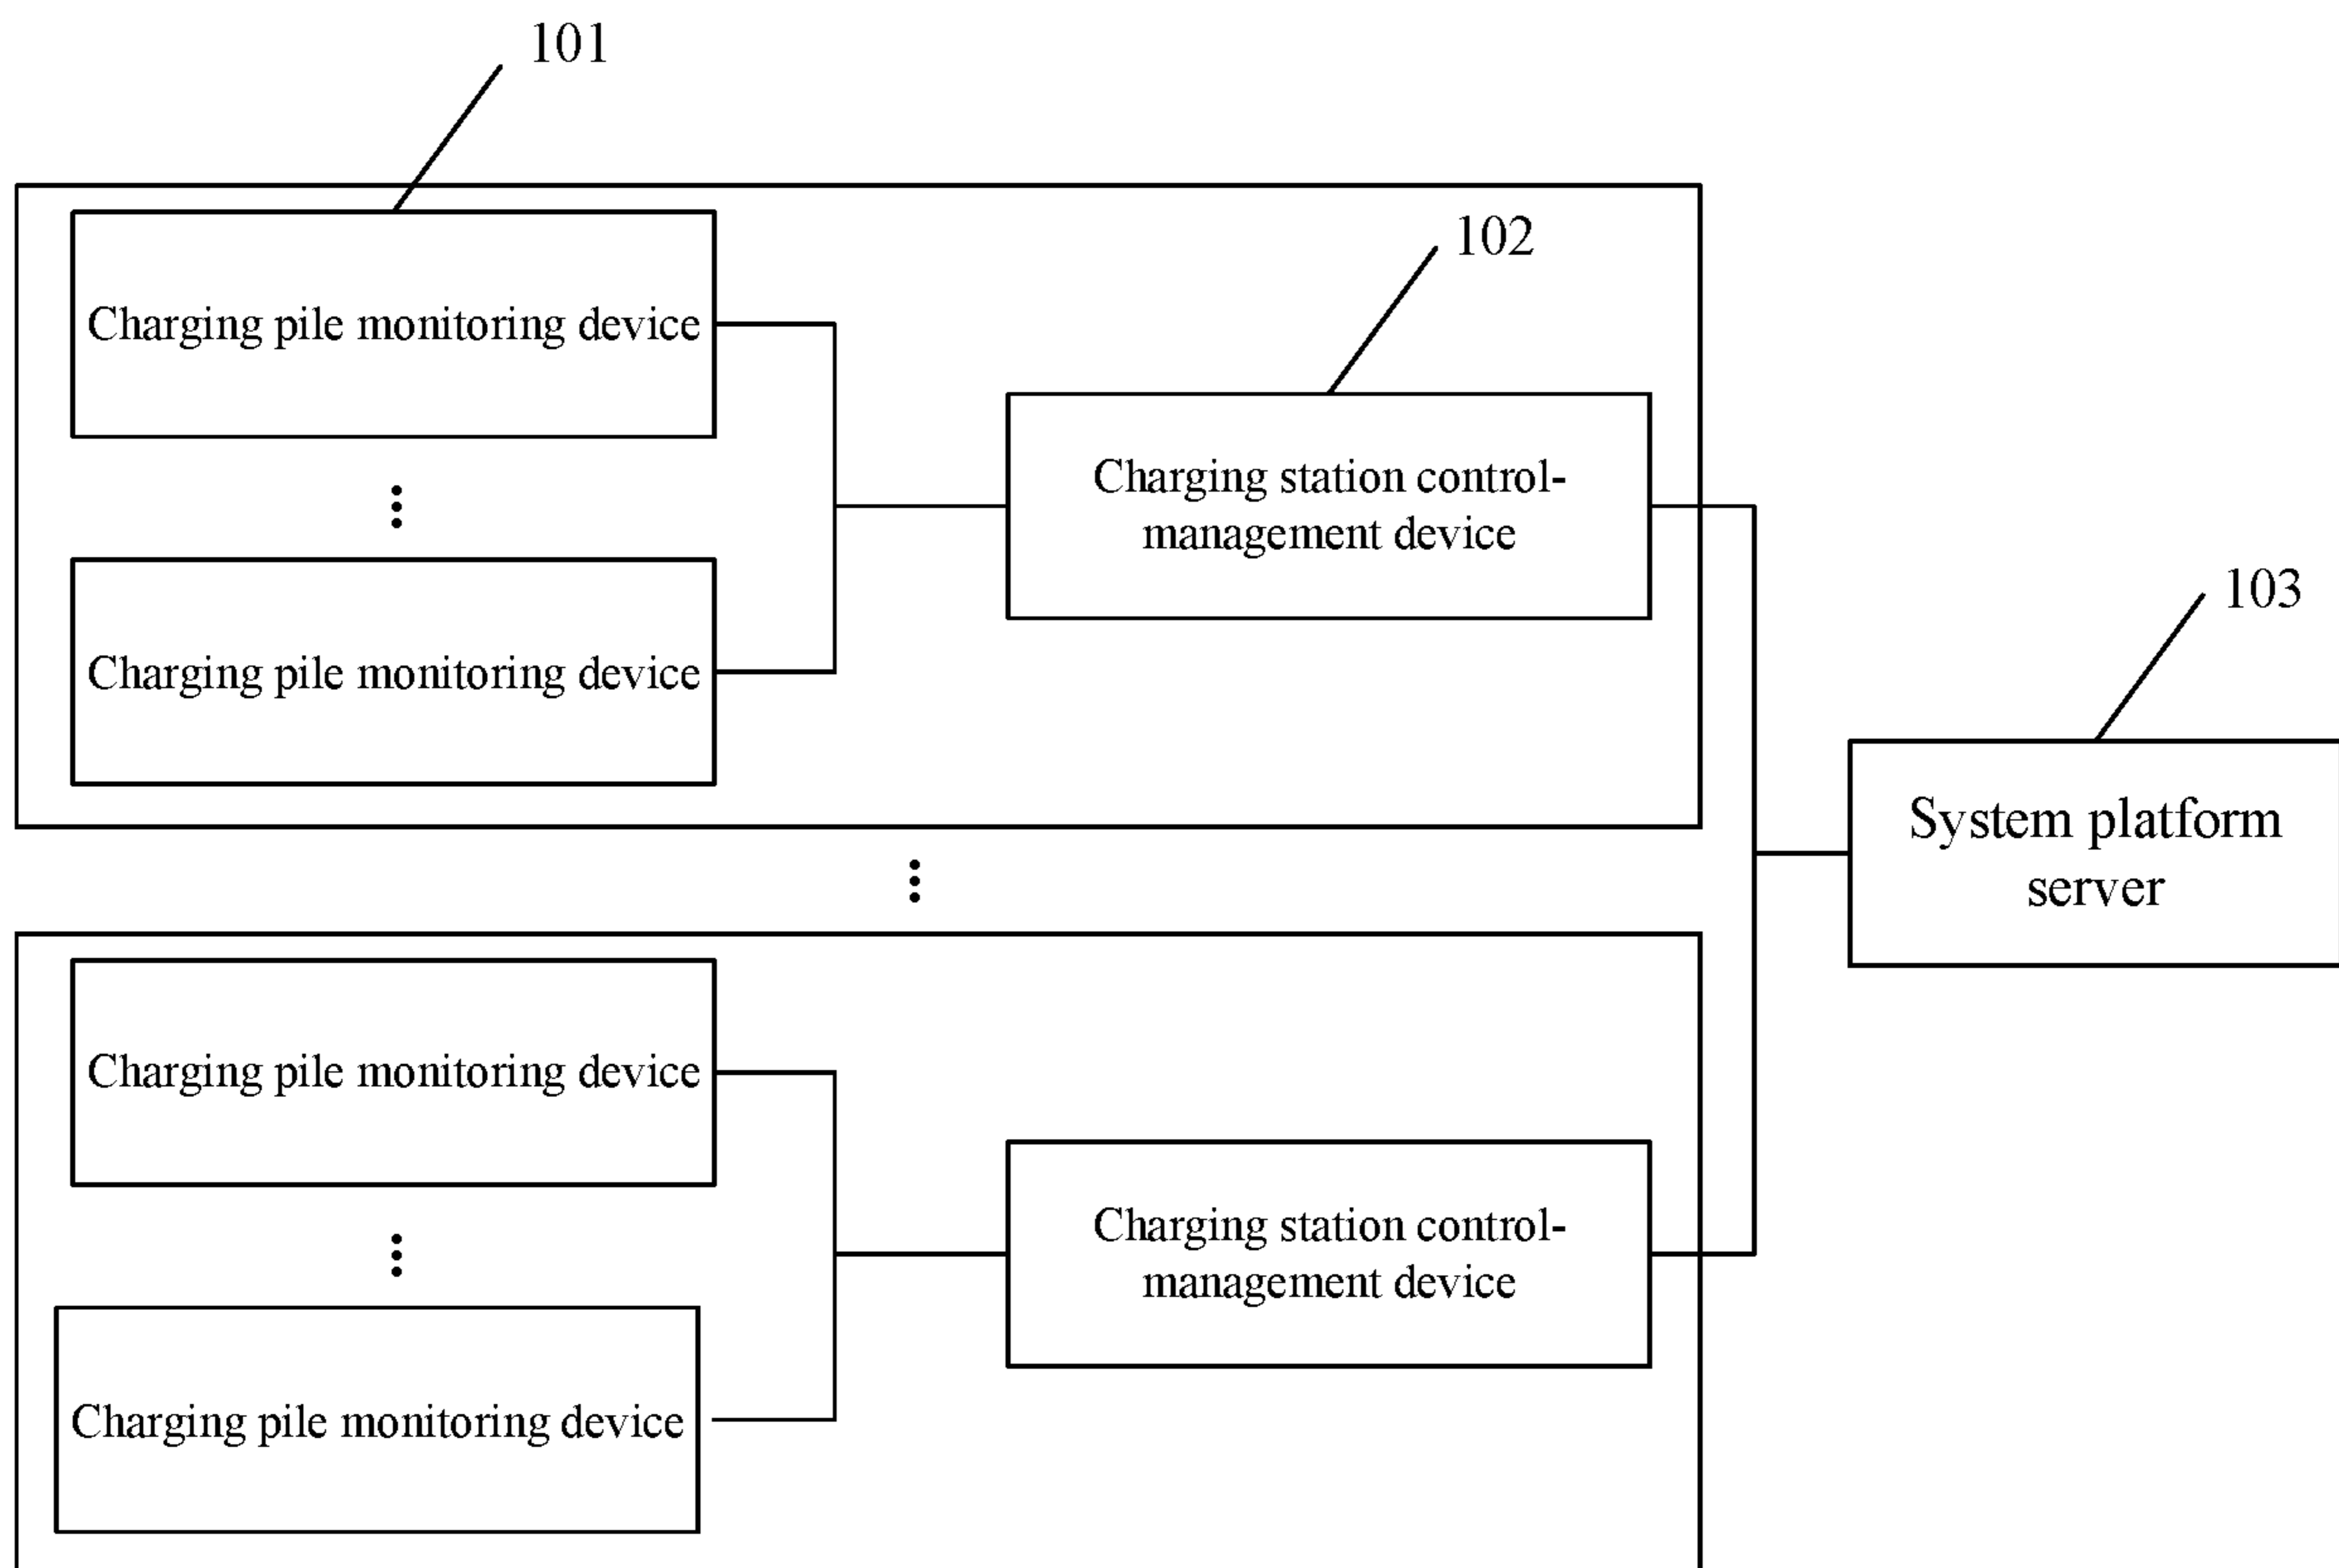 101
102
Charging pile monitoring device
Charging station control-
management device
Charging pile monitoring device
103
System platform
server
Charging pile monitoring device
Charging station control-
management device
Charging pile monitoring device